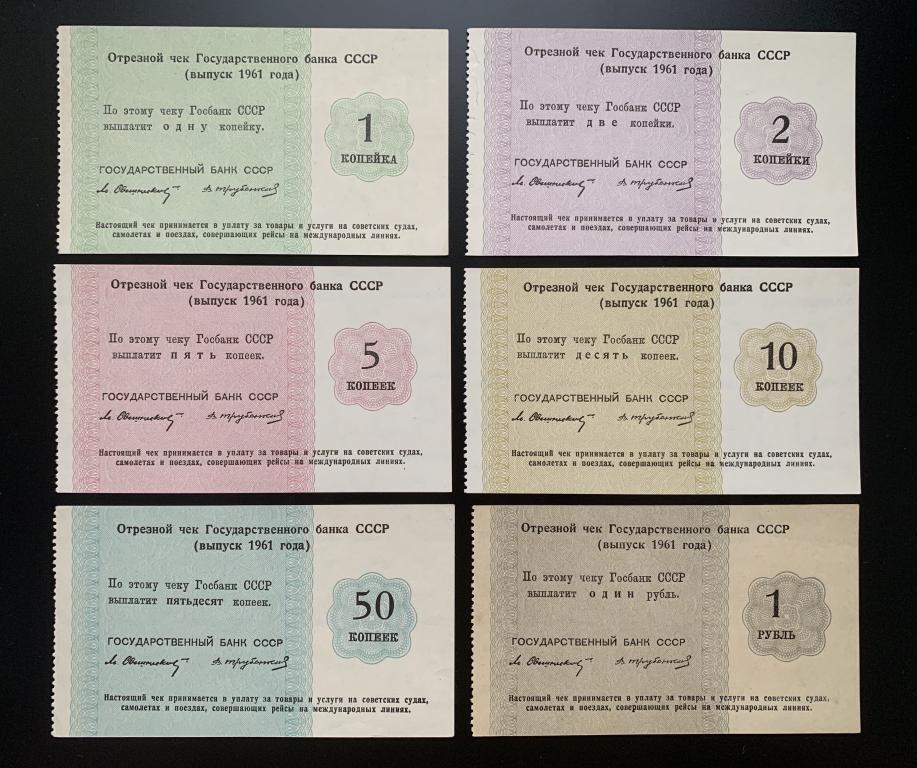 Отрезной чек Государственного банка СССР
(выпуск 1961 года)
По этому чеку Госбанк СССР
выплатит одну копейку.
1
КОПЕЙКА
ГОСУДАРСТВЕННЫЙ БАНК СССР
Настоящий чек принимается в уплату за товары и услуги на советских судах,
самолетах и поездах, совершающих рейсы на международных линиях.
Отрезной чек Государственного банка СССР
(выпуск 1961 года)
По этому чеку Госбанк СССР
выплатит две копейки.
2
КОПЕЙКИ
ГОСУДАРСТВЕННЫЙ БАНК СССР
Настоящий чек принимается в уплату за товары и услуги на советских судах,
самолетах и поездах, совершающих рейсы на международных линиях.
Отрезной чек Государственного банка СССР
(выпуск 1961 года)
По этому чеку Госбанк СССР
выплатит пять копеек.
5
КОПЕЕК
ГОСУДАРСТВЕННЫЙ БАНК СССР
Настоящий чек принимается в уплату за товары и услуги на советских судах,
самолетах и поездах, совершающих рейсы на международных линиях.
Отрезной чек Государственного банка СССР
(выпуск 1961 года)
По этому чеку Госбанк СССР
выплатит десять копеек.
10
КОПЕЕК
ГОСУДАРСТВЕННЫЙ БАНК СССР
Настоящий чек принимается в уплату за товары и услуги на советских судах,
самолетах и поездах, совершающих рейсы на международных линиях.
Отрезной чек Государственного банка СССР
(выпуск 1961 года)
По этому чеку Госбанк СССР
выплатит пятьдесят копеек.
50
КОПЕЕК
ГОСУДАРСТВЕННЫЙ БАНК СССР
Настоящий чек принимается в уплату за товары и услуги на советских судах,
самолетах и поездах, совершающих рейсы на международных линиях.
Отрезной чек Государственного банка СССР
(выпуск 1961 года)
По этому чеку Госбанк СССР
выплатит один рубль.
1
РУБЛЬ
ГОСУДАРСТВЕННЫЙ БАНК СССР
Настоящий чек принимается в уплату за товары и услуги на советских судах,
самолетах и поездах, совершающих рейсы на международных линиях.